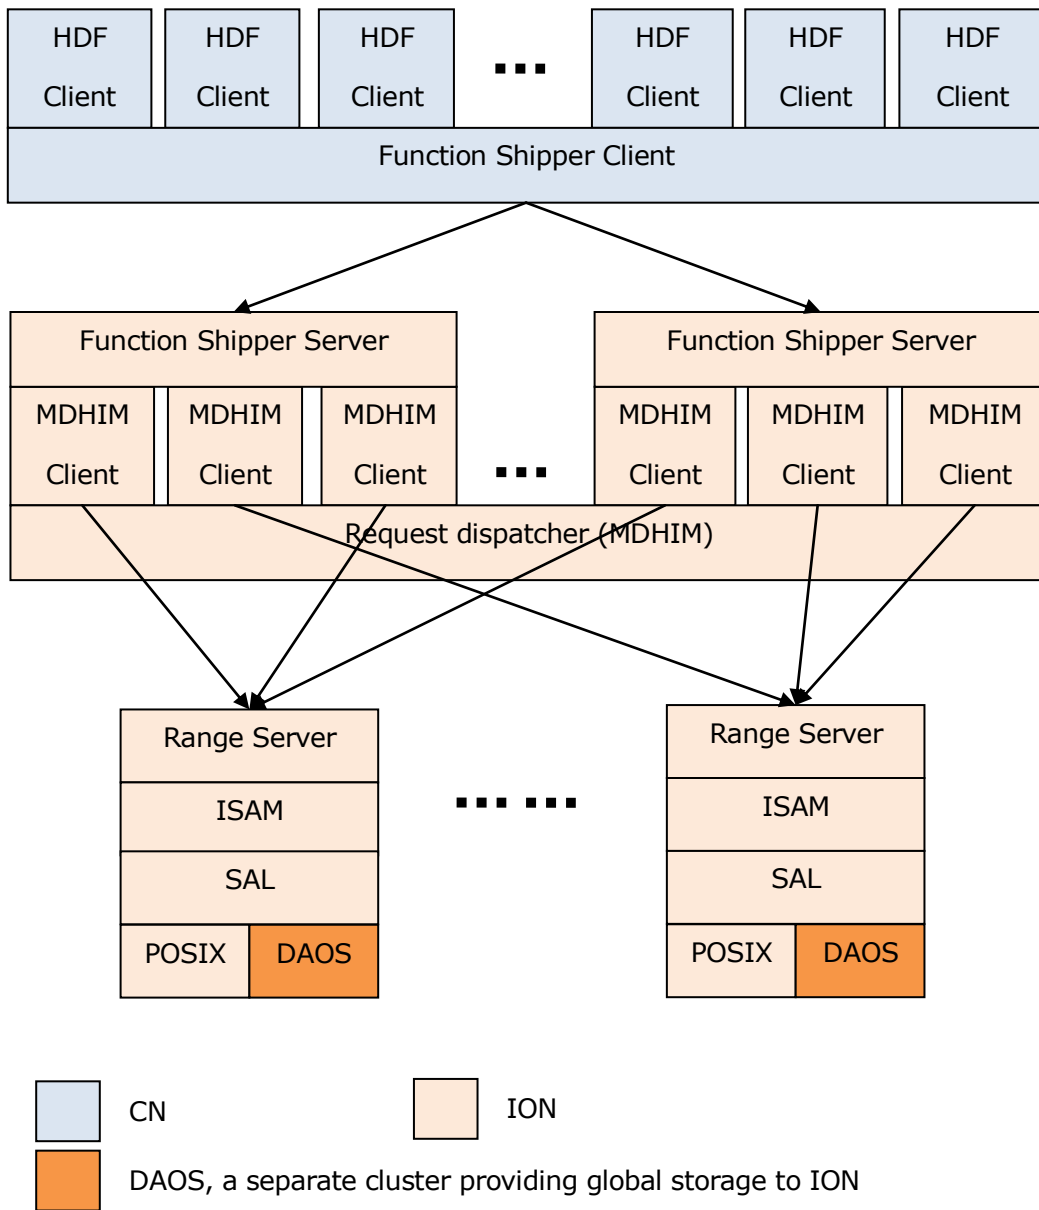 HDF HDF HDF ... HDF HDF HDF
Client Client Client Client Client Client
Function Shipper Client
Function Shipper Server Function Shipper Server
MDHIM MDHIM MDHIM ... MDHIM MDHIM MDHIM
Client Client Client Client Client Client
Request dispatcher (MDHIM)
Range Server Range Server
ISAM ... ... ISAM
SAL SAL
POSIX DAOS POSIX DAOS
CN ION
DAOS, a separate cluster providing global storage to ION